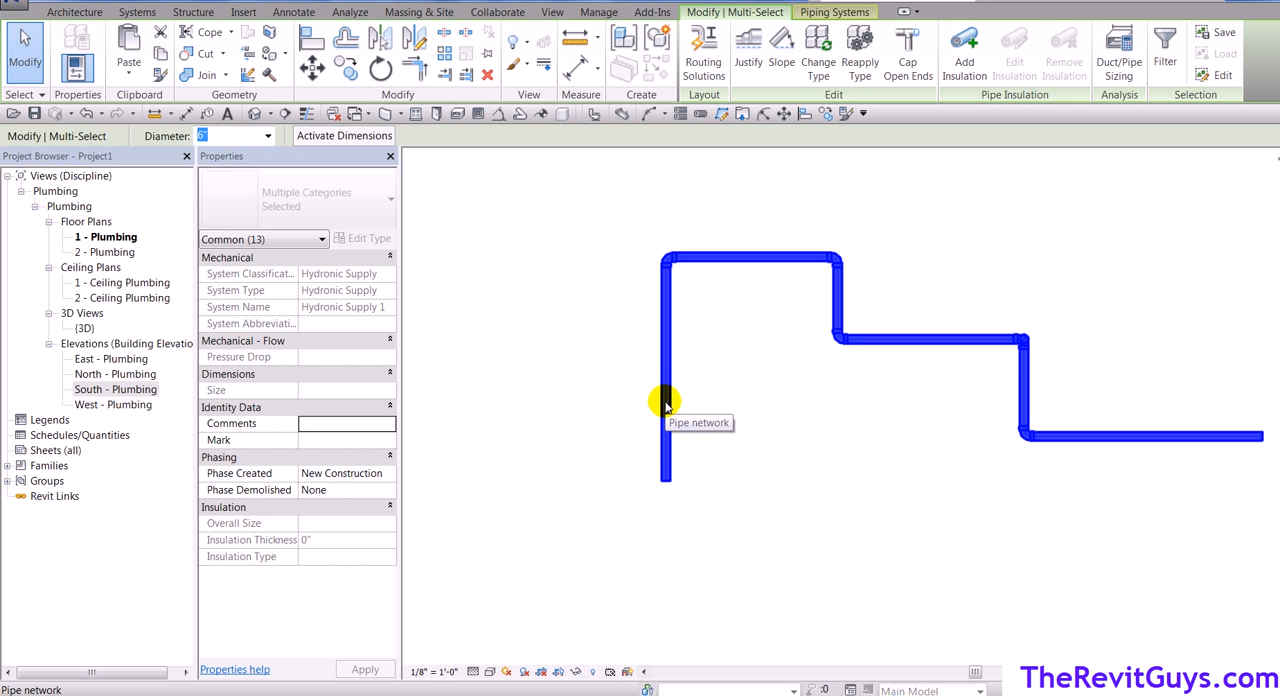 Architecture Systems Structure Insert Annotate Analyze Massing & Site Collaborate View Manage Add-Ins Modify | Multi-Select Piping Systems
Modify
Paste
Cope
Cut
Join
Routing Solutions
Justify Slope Change Type Reapply Type Cap Open Ends
Add Insulation Edit Insulation Remove Insulation
Duct/Pipe Sizing
Filter
Save
Load
Edit
Select Properties Clipboard Geometry Modify View Measure Create Layout Edit Pipe Insulation Analysis Selection
Modify | Multi-Select Diameter: 6" Activate Dimensions
Project Browser - Project1
Views (Discipline)
Plumbing
Plumbing
Floor Plans
1 - Plumbing
2 - Plumbing
Ceiling Plans
1 - Ceiling Plumbing
2 - Ceiling Plumbing
3D Views
{3D}
Elevations (Building Elevatio
East - Plumbing
North - Plumbing
South - Plumbing
West - Plumbing
Legends
Schedules/Quantities
Sheets (all)
Families
Groups
Revit Links
Properties
Multiple Categories
Selected
Common (13) Edit Type
Mechanical
System Classificat... Hydronic Supply
System Type Hydronic Supply
System Name Hydronic Supply 1
System Abbreviati...
Mechanical - Flow
Pressure Drop
Dimensions
Size
Identity Data
Comments
Mark
Phasing
Phase Created New Construction
Phase Demolished None
Insulation
Overall Size
Insulation Thickness 0"
Insulation Type
Properties help Apply
Pipe network
1/8" = 1'-0"
Pipe network
:0 Main Model
TheRevitGuys.com